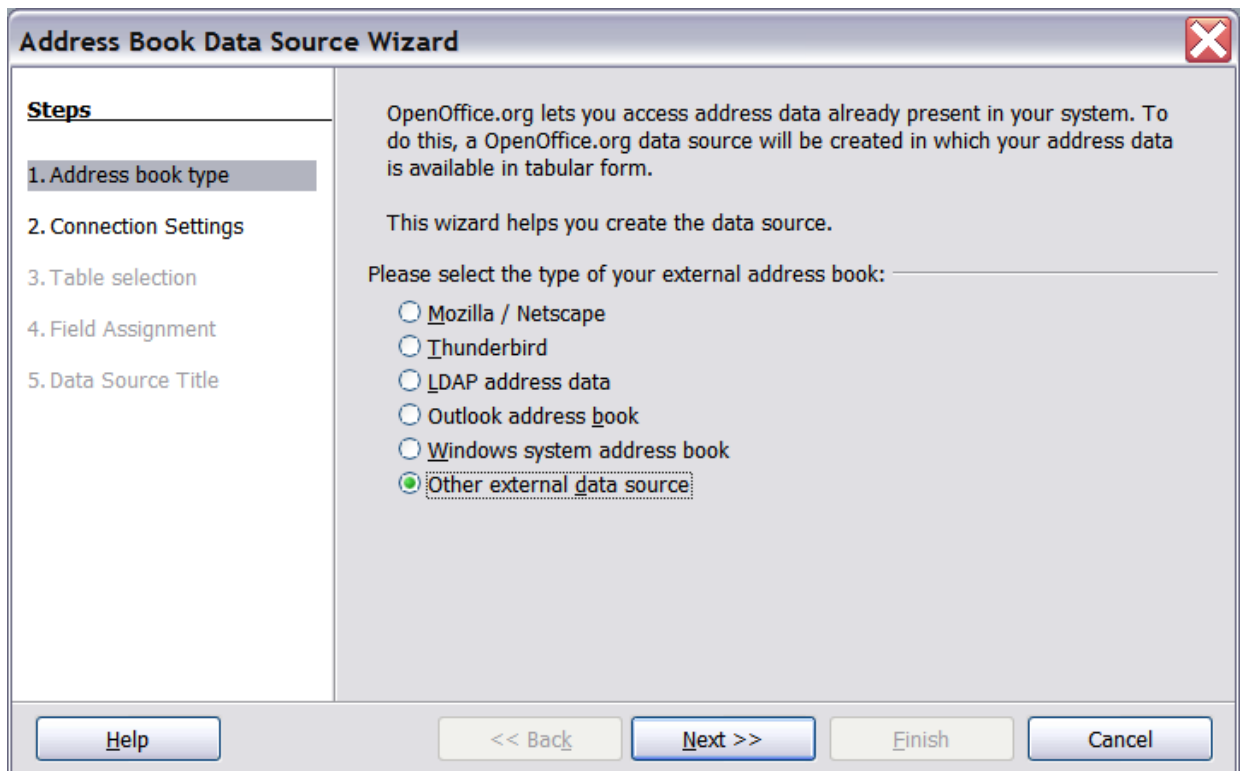 Address Book Data Source Wizard
Steps
1. Address book type
2. Connection Settings
3. Table selection
4. Field Assignment
5. Data Source Title
OpenOffice.org lets you access address data already present in your system. To
do this, a OpenOffice.org data source will be created in which your address data
is available in tabular form.
This wizard helps you create the data source.
Please select the type of your external address book:
Mozilla / Netscape
Thunderbird
LDAP address data
Outlook address book
Windows system address book
Other external data source
Help
<< Back
Next >>
Finish
Cancel